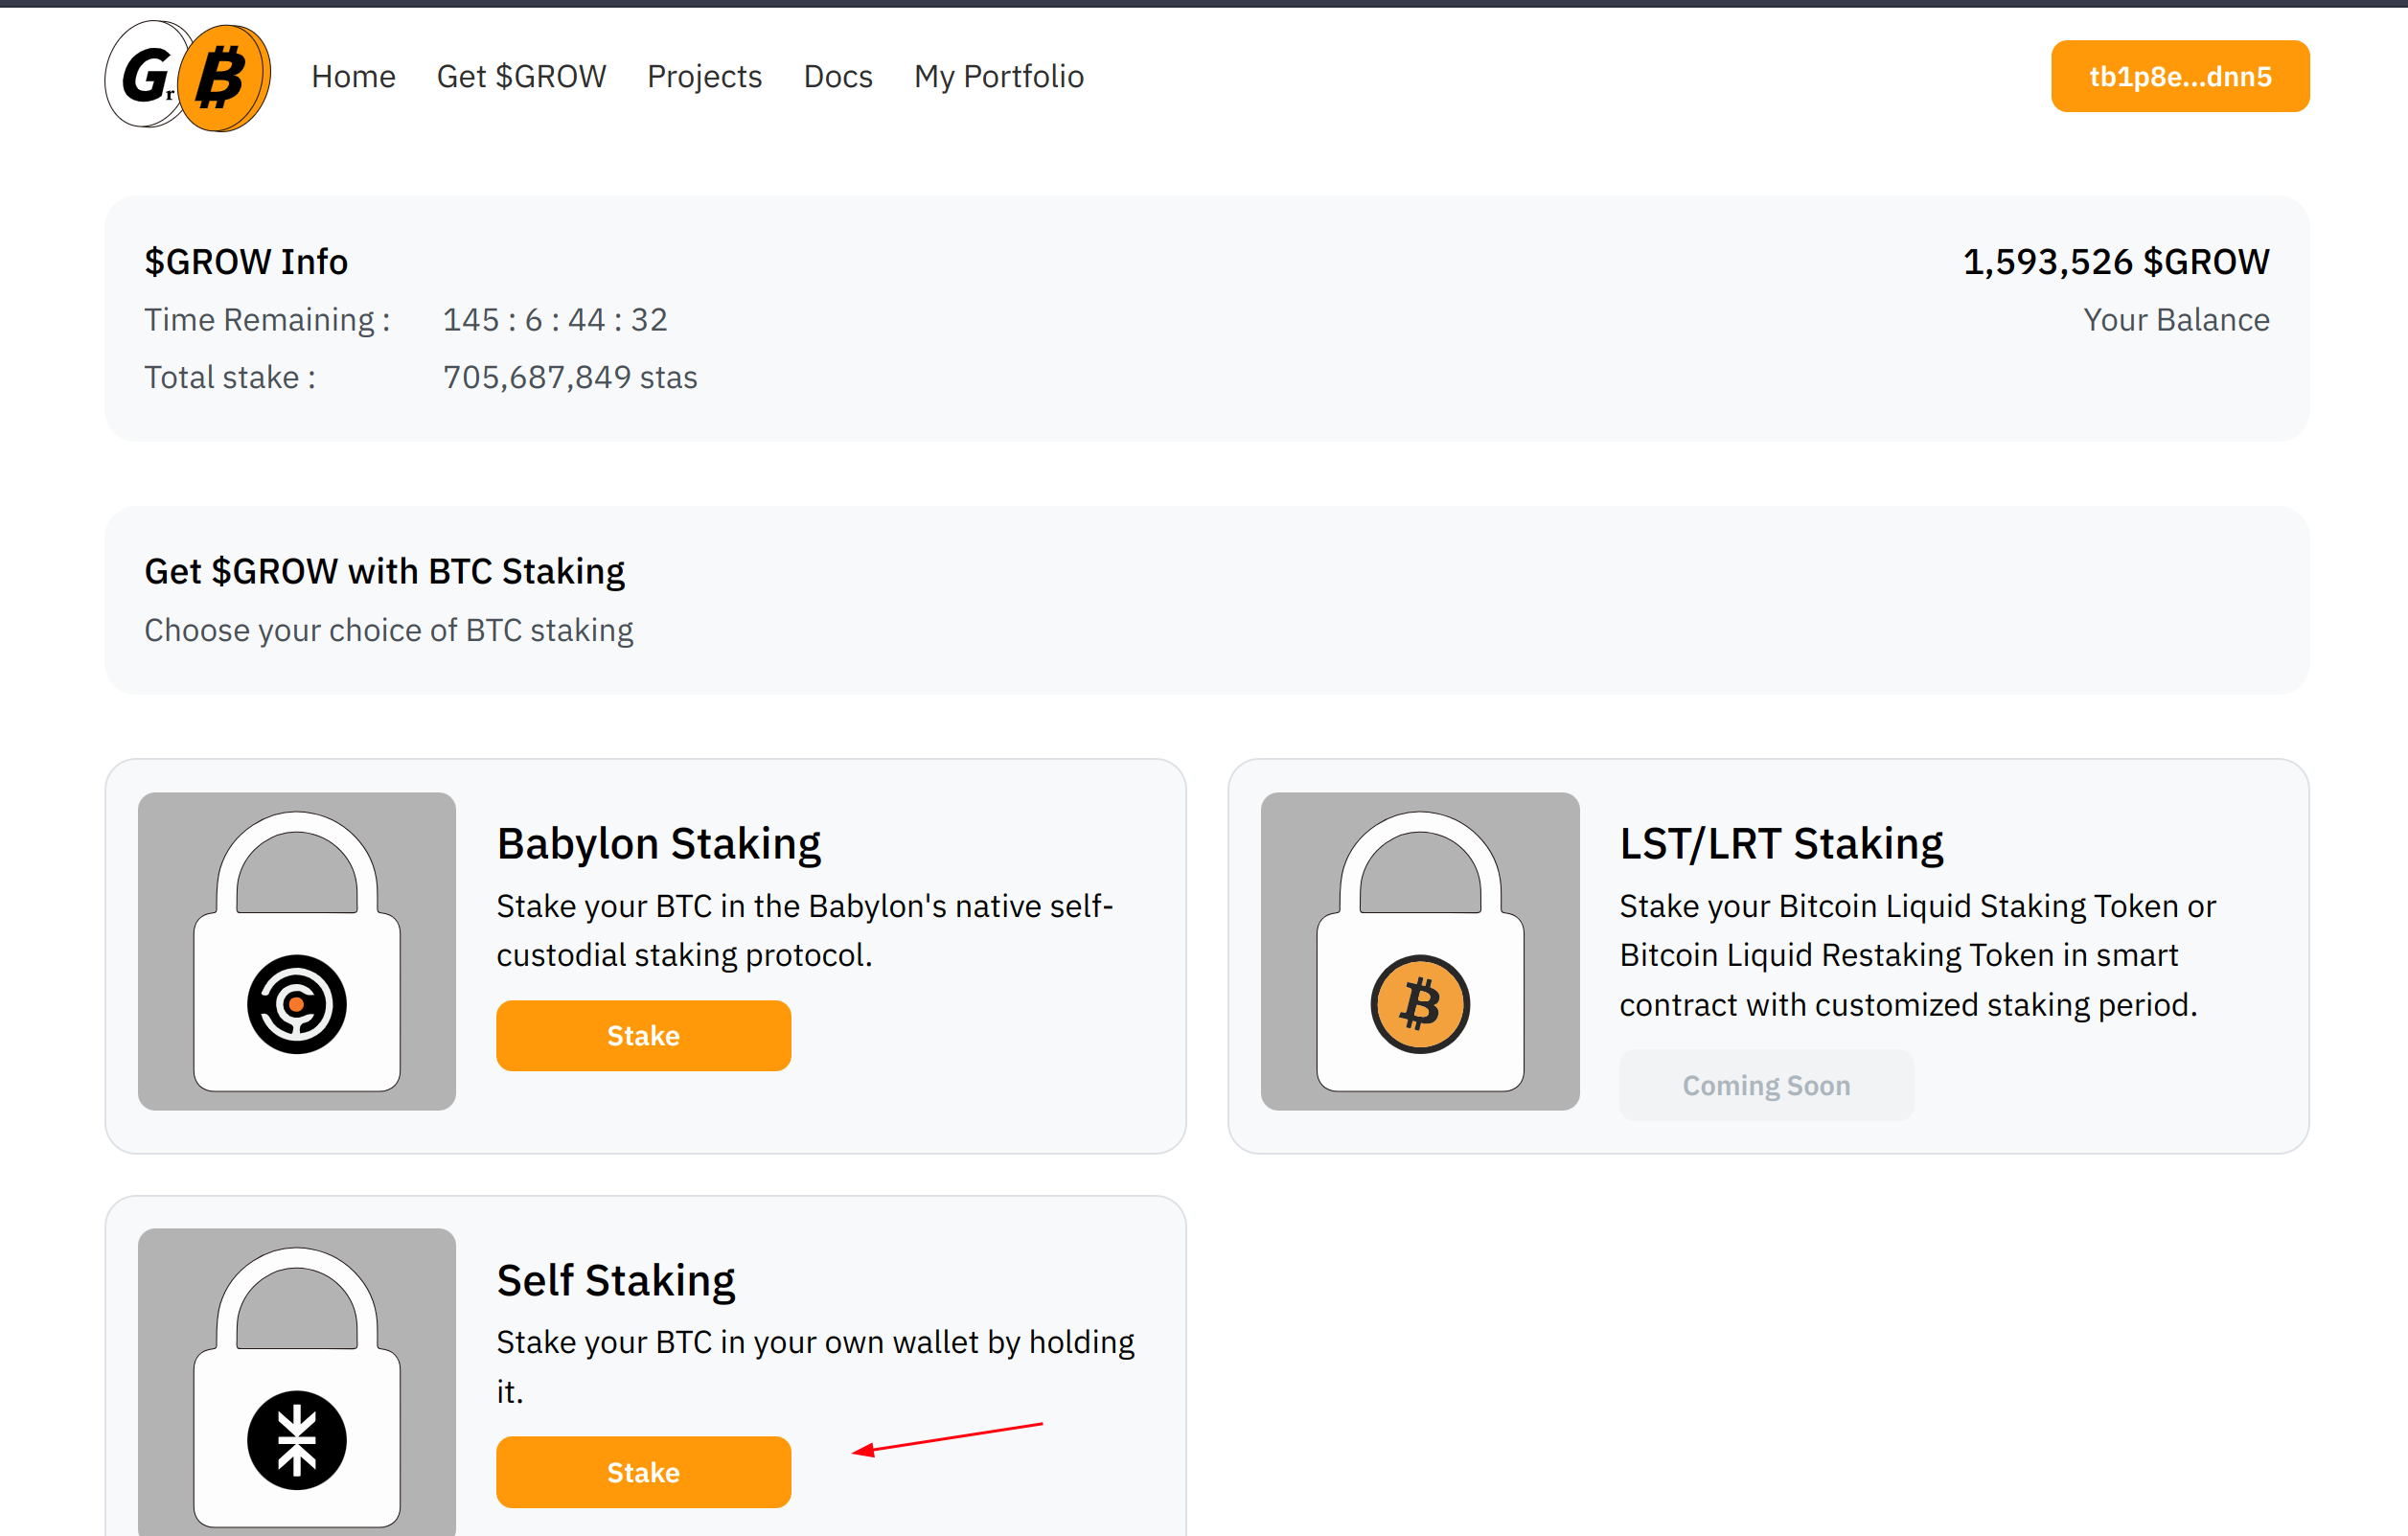 Gr ₿
Home Get $GROW Projects Docs My Portfolio tb1p8e...dnn5
$GROW Info 1,593,526 $GROW
Time Remaining : 145 : 6 : 44 : 32 Your Balance
Total stake : 705,687,849 stas
Get $GROW with BTC Staking
Choose your choice of BTC staking
Babylon Staking
Stake your BTC in the Babylon's native self-
custodial staking protocol.
Stake
LST/LRT Staking
Stake your Bitcoin Liquid Staking Token or
Bitcoin Liquid Restaking Token in smart
contract with customized staking period.
Coming Soon
Self Staking
Stake your BTC in your own wallet by holding
it.
Stake